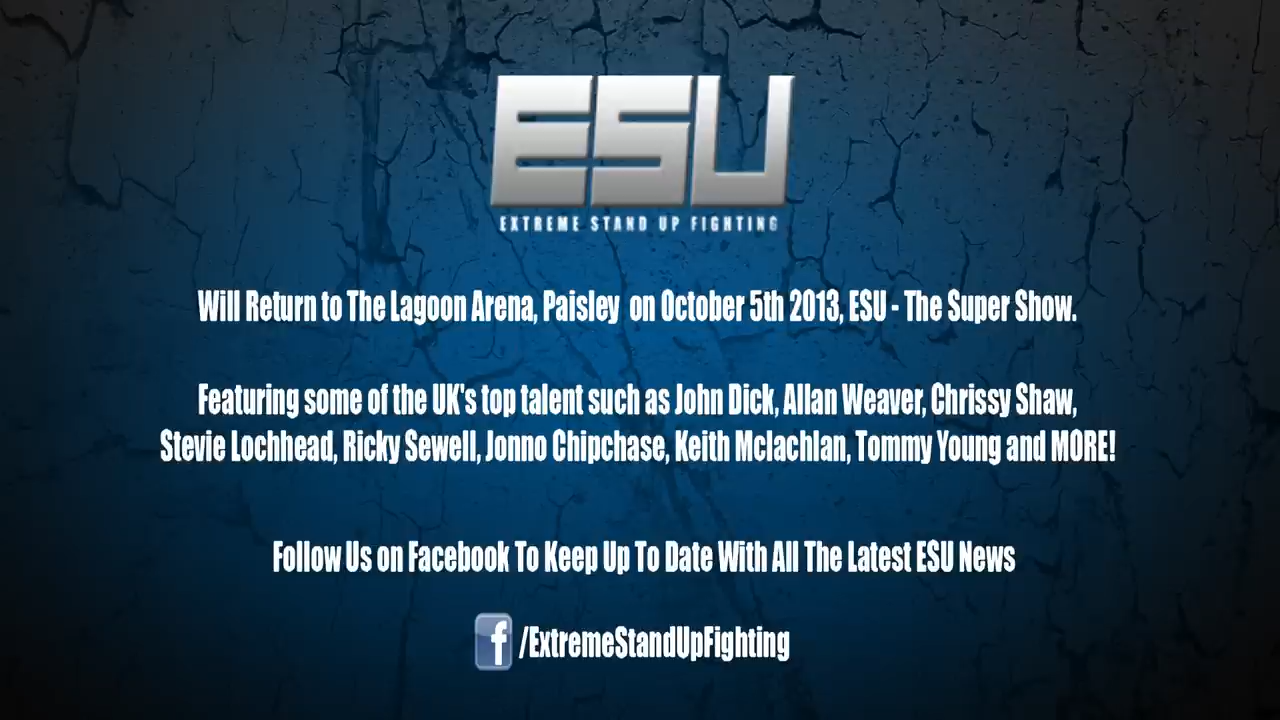 ESU
EXTREME STAND UP FIGHTING
Will Return to The Lagoon Arena, Paisley on October 5th 2013, ESU - The Super Show.
Featuring some of the UK's top talent such as John Dick, Allan Weaver, Chrissy Shaw,
Stevie Lochhead, Ricky Sewell, Jonno Chipchase, Keith Mclachlan, Tommy Young and MORE!
Follow Us on Facebook To Keep Up To Date With All The Latest ESU News
f /ExtremeStandUpFighting